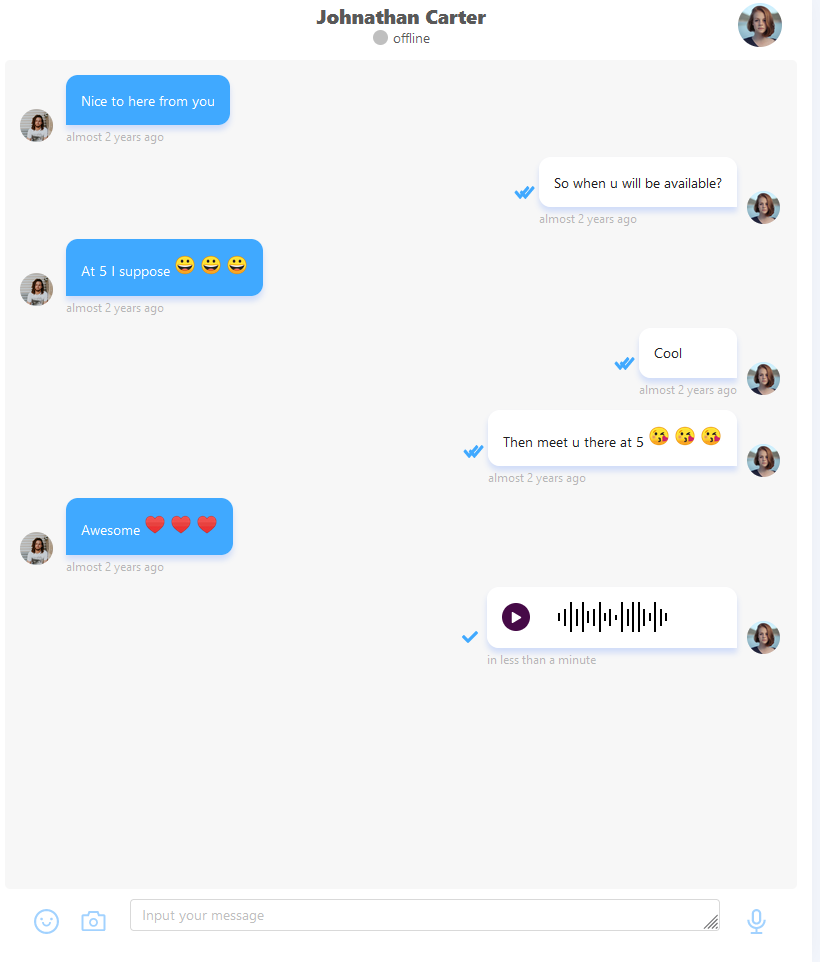 Johnathan Carter
offline
Nice to here from you
almost 2 years ago
So when u will be available?
almost 2 years ago
At 5 I suppose 😀 😀 😀
almost 2 years ago
Cool
almost 2 years ago
Then meet u there at 5 😘 😘 😘
almost 2 years ago
Awesome ♥️ ♥️ ♥️
almost 2 years ago
in less than a minute
Input your message